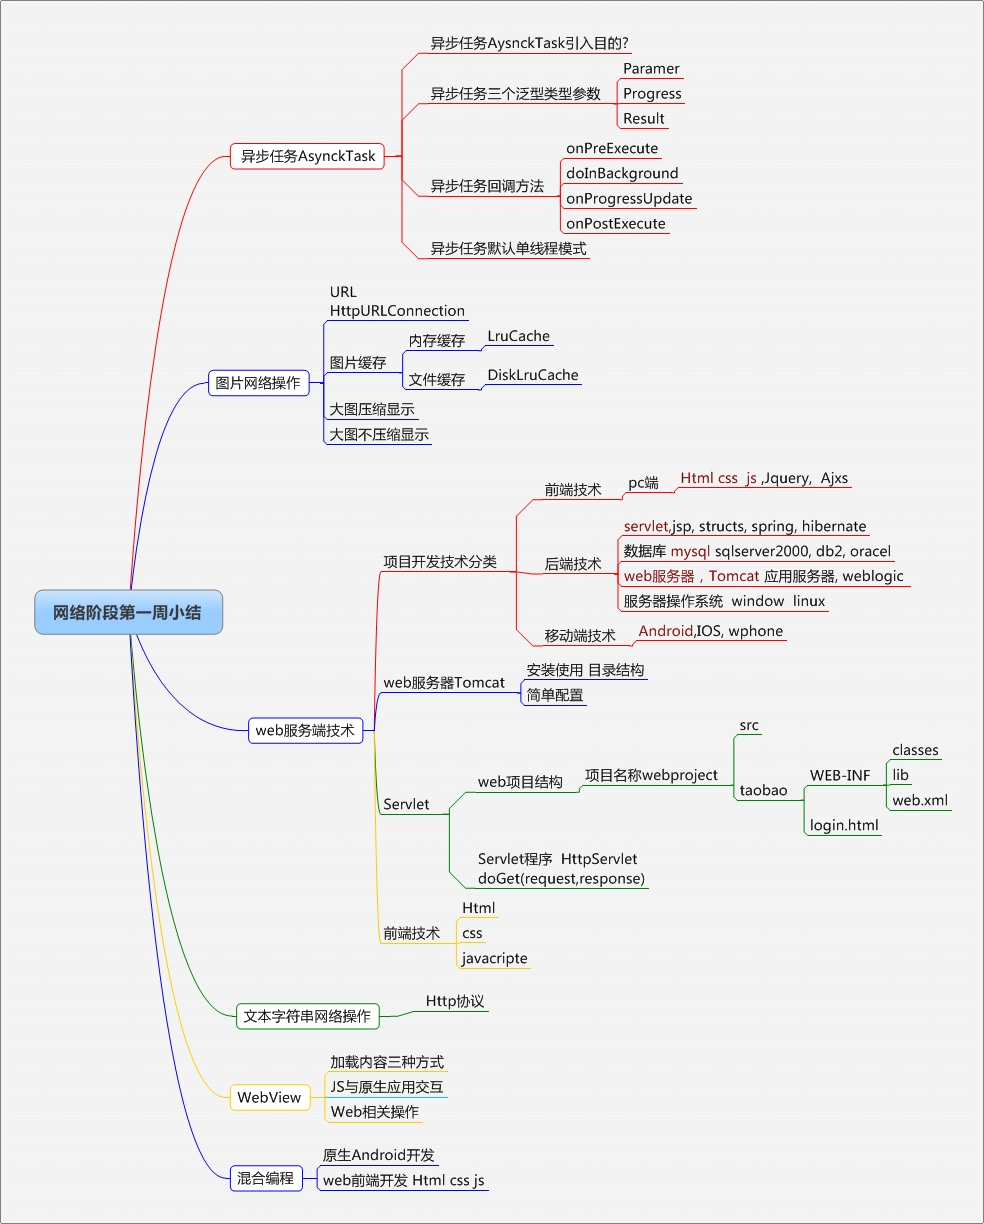 异步任务AysnckTask引入目的?
异步任务三个泛型类型参数
Paramer
Progress
Result
异步任务AsynckTask
异步任务回调方法
onPreExecute
doInBackground
onProgressUpdate
onPostExecute
异步任务默认单线程模式
URL
HttpURLConnection
图片网络操作
图片缓存
内存缓存
LruCache
文件缓存
DiskLruCache
大图压缩显示
大图不压缩显示
网络阶段第一周小结
web服务端技术
项目开发技术分类
前端技术
pc端
Html css  js ,Jquery,  Ajxs
后端技术
servlet,jsp, structs, spring, hibernate
数据库 mysql sqlserver2000, db2, oracel
web服务器，Tomcat 应用服务器, weblogic
服务器操作系统  window  linux
移动端技术
Android,IOS, wphone
web服务器Tomcat
安装使用 目录结构
简单配置
Servlet
web项目结构
项目名称webproject
src
taobao
WEB-INF
classes
lib
web.xml
login.html
Servlet程序  HttpServlet
doGet(request,response)
前端技术
Html
css
javacripte
文本字符串网络操作
Http协议
WebView
加载内容三种方式
JS与原生应用交互
Web相关操作
混合编程
原生Android开发
web前端开发 Html css js